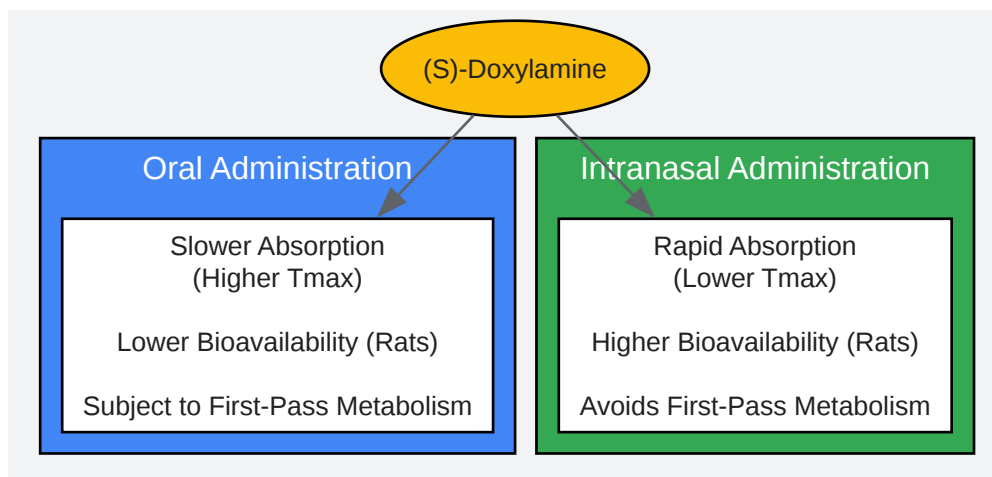 (S)-Doxylamine
Oral Administration
Slower Absorption
(Higher Tmax)
Lower Bioavailability (Rats)
Subject to First-Pass Metabolism
Intranasal Administration
Rapid Absorption
(Lower Tmax)
Higher Bioavailability (Rats)
Avoids First-Pass Metabolism